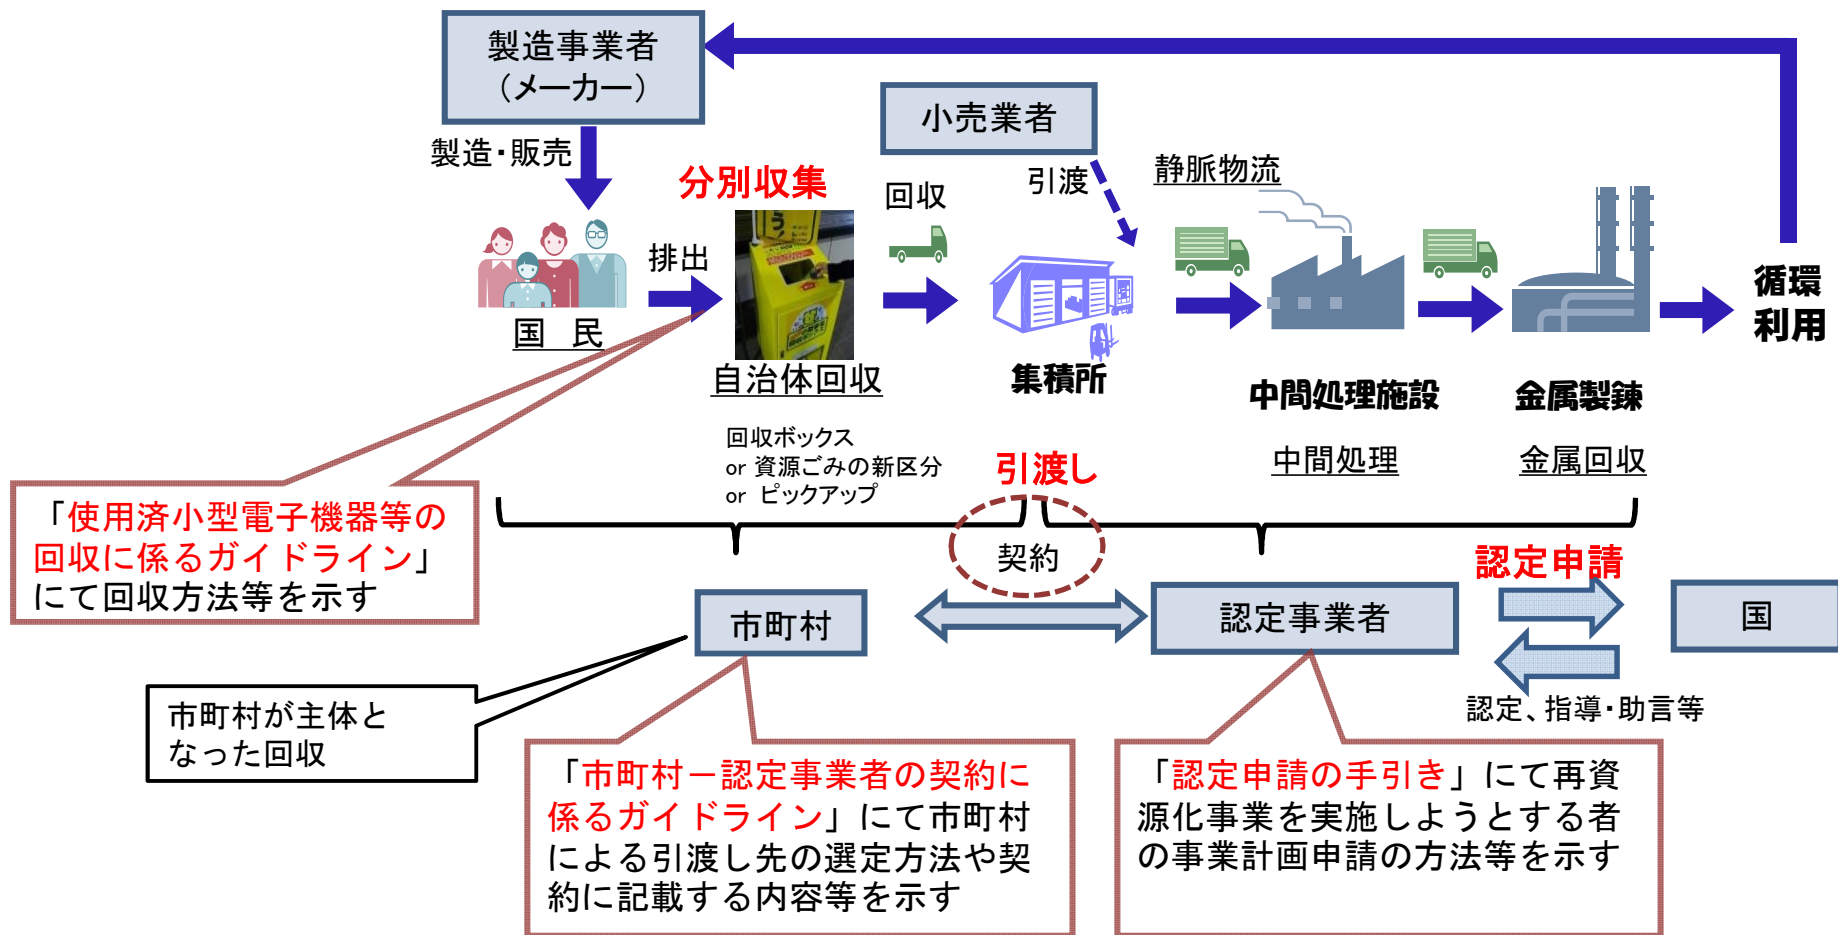 製造事業者
（メーカー）
小売業者
製造・販売
分別収集
回収
引渡
静脈物流
排出
国　民
自治体回収
集積所
中間処理施設
金属製錬
循環
利用
回収ボックス
or 資源ごみの新区分
or ピックアップ
引渡し
中間処理
金属回収
「使用済小型電子機器等の
回収に係るガイドライン」
にて回収方法等を示す
契約
認定申請
市町村
認定事業者
国
認定、指導・助言等
市町村が主体と
なった回収
「市町村－認定事業者の契約に
係るガイドライン」にて市町村
による引渡し先の選定方法や契
約に記載する内容等を示す
「認定申請の手引き」にて再資
源化事業を実施しようとする者
の事業計画申請の方法等を示す